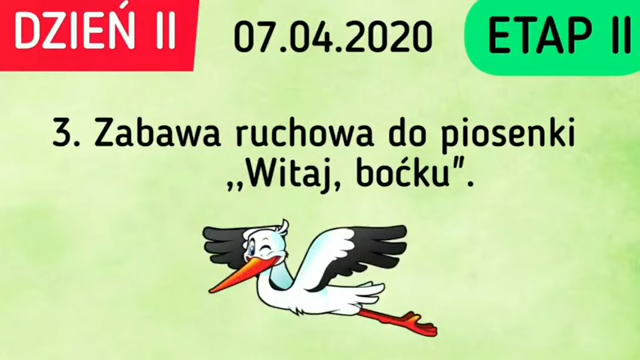 DZIEŃ II
07.04.2020
ETAP II
3. Zabawa ruchowa do piosenki
,,Witaj, boćku".